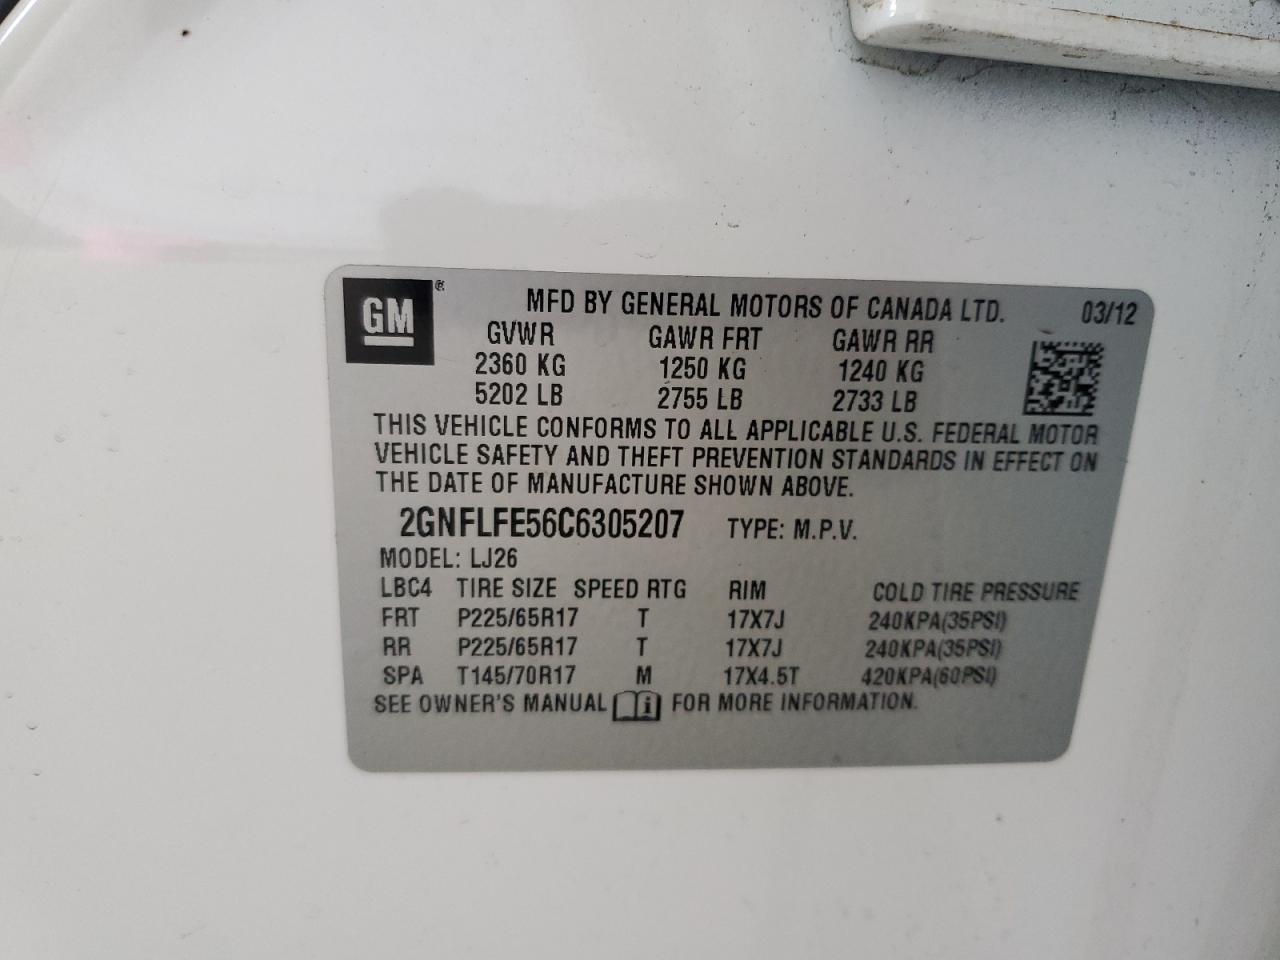 GM ®
MFD BY GENERAL MOTORS OF CANADA LTD. 03/12
GVWR GAWR FRT GAWR RR
2360 KG 1250 KG 1240 KG
5202 LB 2755 LB 2733 LB
THIS VEHICLE CONFORMS TO ALL APPLICABLE U.S. FEDERAL MOTOR
VEHICLE SAFETY AND THEFT PREVENTION STANDARDS IN EFFECT ON
THE DATE OF MANUFACTURE SHOWN ABOVE.
2GNFLFE56C6305207 TYPE: M.P.V.
MODEL: LJ26
LBC4 TIRE SIZE SPEED RTG RIM COLD TIRE PRESSURE
FRT P225/65R17 T 17X7J 240KPA(35PSI)
RR P225/65R17 T 17X7J 240KPA(35PSI)
SPA T145/70R17 M 17X4.5T 420KPA(60PSI)
SEE OWNER'S MANUAL i FOR MORE INFORMATION.